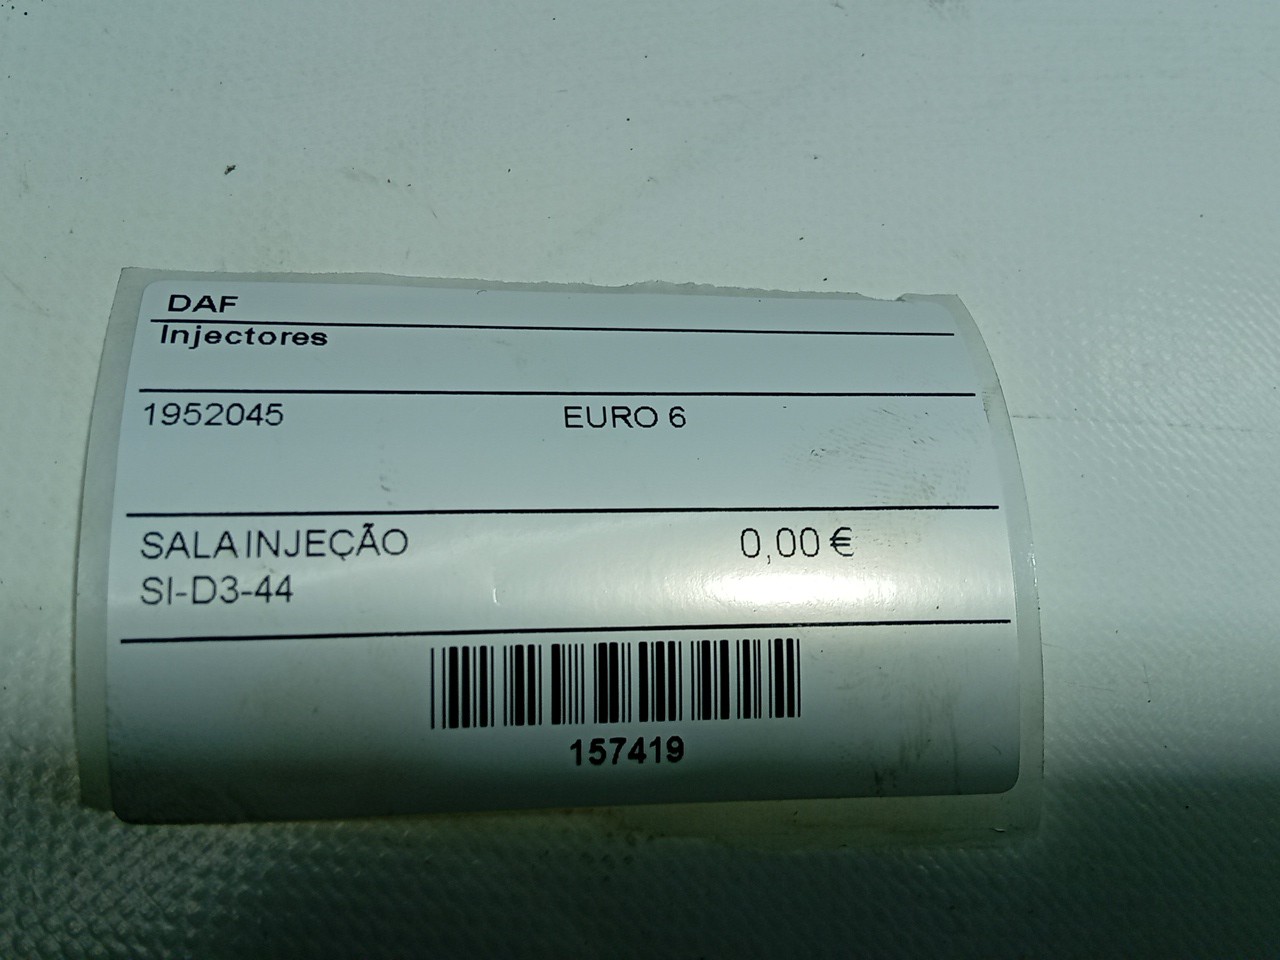 DAF
Injectores
1952045 EURO 6
SALA INJEÇÃO 0,00 €
SI-D3-44
157419